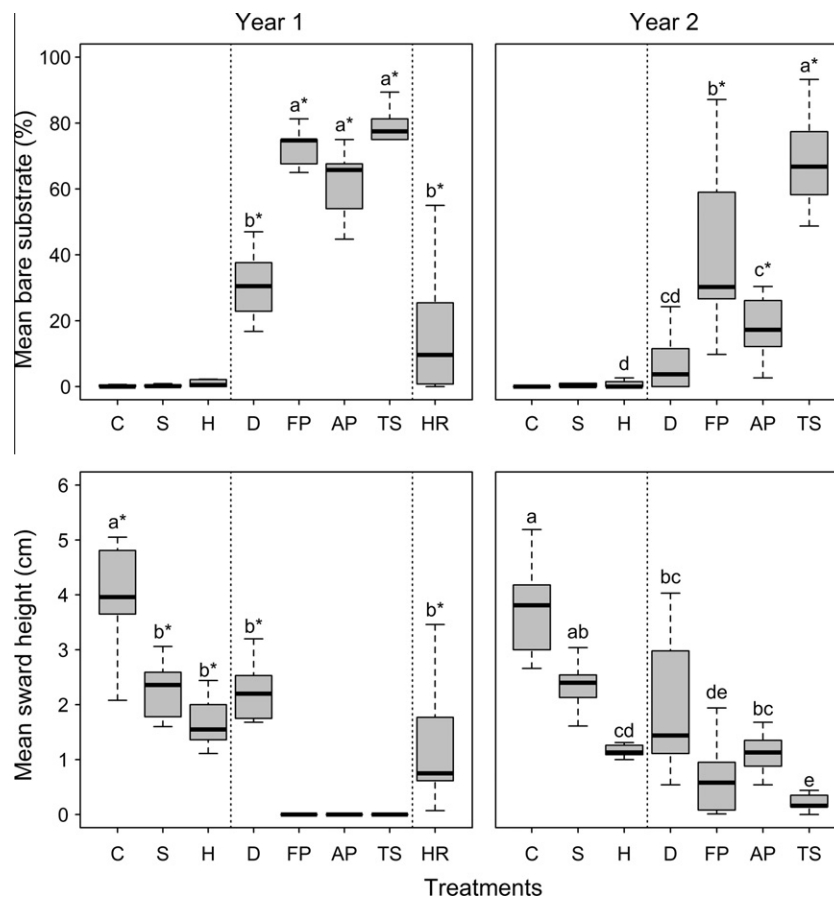 Year 1
Year 2
Mean bare substrate (%)
100
80
60
40
20
0
b*
a*
a*
a*
b*
C S H D FP AP TS HR
d
cd
b*
c*
a*
C S H D FP AP TS
Mean sward height (cm)
6
5
4
3
2
1
0
a*
b*
b*
b*
b*
C S H D FP AP TS HR
a
ab
cd
bc
de
bc
e
C S H D FP AP TS
Treatments